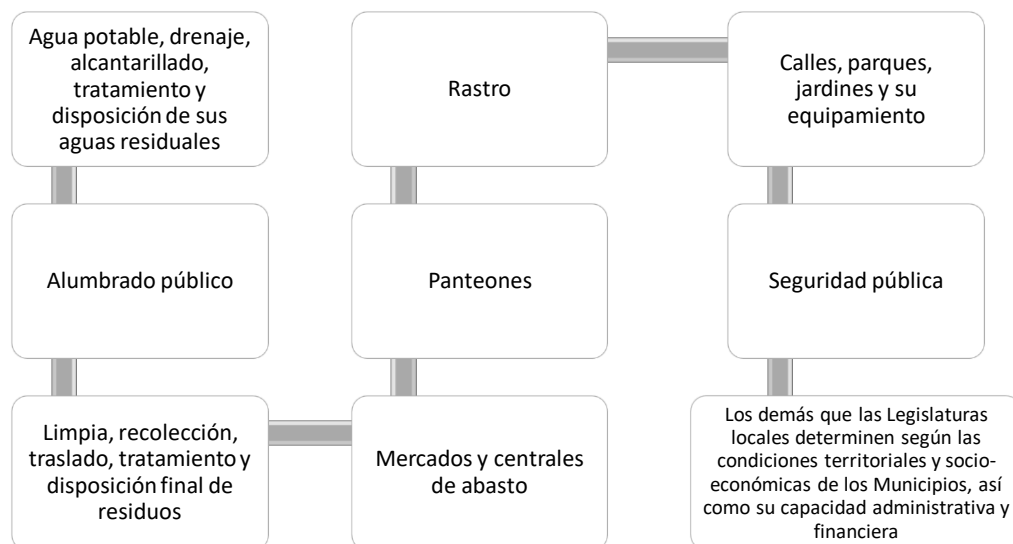 Agua potable, drenaje,
alcantarillado,
tratamiento y
disposición de sus
aguas residuales
Alumbrado público
Limpia, recolección,
traslado, tratamiento y
disposición final de
residuos
Mercados y centrales
de abasto
Panteones
Rastro
Calles, parques,
jardines y su
equipamiento
Seguridad pública
Los demás que las Legislaturas
locales determinen según las
condiciones territoriales y socio-
económicas de los Municipios, así
como su capacidad administrativa y
financiera